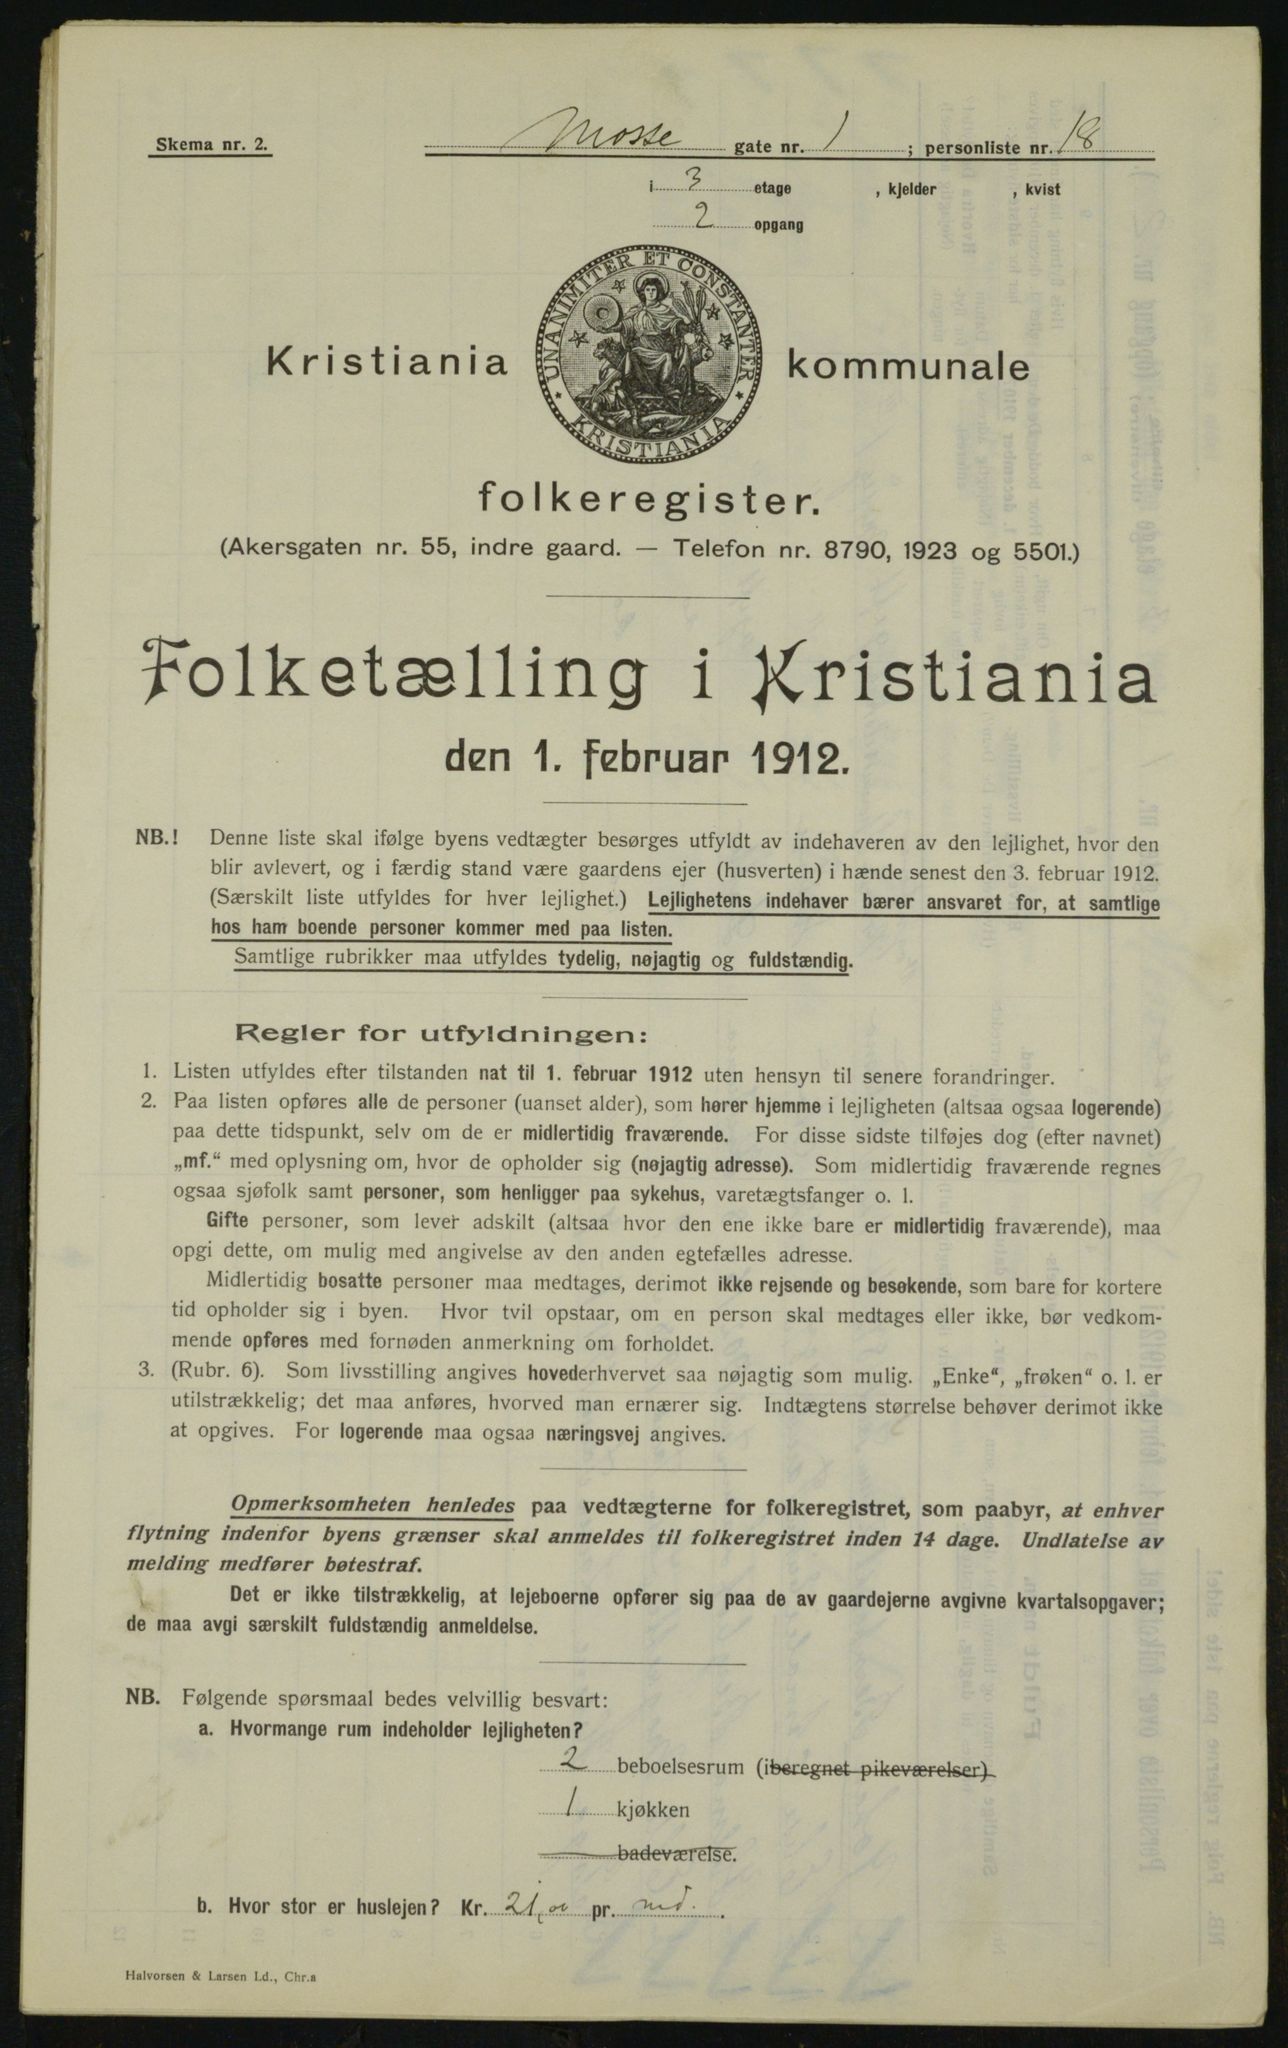 Skema nr. 2.
Mosse gate nr. 1 ; personliste nr. 18
i 3 etage , kjelder , kvist
2 opgang
UNANIMITER ET CONSTANTER
KRISTIANIA
Kristiania kommunale
folkeregister.
(Akersgaten nr. 55, indre gaard. — Telefon nr. 8790, 1923 og 5501.)
Folketælling i Kristiania
den 1. februar 1912.
NB.! Denne liste skal ifølge byens vedtægter besørges utfyldt av indehaveren av den lejlighet, hvor den
blir avlevert, og i færdig stand være gaardens ejer (husverten) i hænde senest den 3. februar 1912.
(Særskilt liste utfyldes for hver lejlighet.) Lejlighetens indehaver bærer ansvaret for, at samtlige
hos ham boende personer kommer med paa listen.
Samtlige rubrikker maa utfyldes tydelig, nøjagtig og fuldstændig.
Regler for utfyldningen:
1. Listen utfyldes efter tilstanden nat til 1. februar 1912 uten hensyn til senere forandringer.
2. Paa listen opføres alle de personer (uanset alder), som hører hjemme i lejligheten (altsaa ogsaa logerende)
paa dette tidspunkt, selv om de er midlertidig fraværende. For disse sidste tilføjes dog (efter navnet)
„mf.“ med oplysning om, hvor de opholder sig (nøjagtig adresse). Som midlertidig fraværende regnes
ogsaa sjøfolk samt personer, som henligger paa sykehus, varetægtsfanger o. l.
Gifte personer, som lever adskilt (altsaa hvor den ene ikke bare er midlertidig fraværende), maa
opgi dette, om mulig med angivelse av den anden egtefælles adresse.
Midlertidig bosatte personer maa medtages, derimot ikke rejsende og besøkende, som bare for kortere
tid opholder sig i byen. Hvor tvil opstaar, om en person skal medtages eller ikke, bør vedkom-
mende opføres med fornøden anmerkning om forholdet.
3. (Rubr. 6). Som livsstilling angives hovederhvervet saa nøjagtig som mulig. „Enke“, „frøken“ o. l. er
utilstrækkelig; det maa anføres, hvorved man ernærer sig. Indtægtens størrelse behøver derimot ikke
at opgives. For logerende maa ogsaa næringsvej angives.
Opmerksomheten henledes paa vedtægterne for folkeregistret, som paabyr, at enhver
flytning indenfor byens grænser skal anmeldes til folkeregistret inden 14 dage. Undlatelse av
melding medfører bøtestraf.
Det er ikke tilstrækkelig, at lejeboerne opfører sig paa de av gaardejerne avgivne kvartalsopgaver;
de maa avgi særskilt fuldstændig anmeldelse.
NB. Følgende spørsmaal bedes velvillig besvart:
a. Hvormange rum indeholder lejligheten?
2 beboelsesrum (iberegnet pikeværelser)
1 kjøkken
badeværelse.
b. Hvor stor er huslejen? Kr. 21,00 pr. md.
Halvorsen & Larsen Ld., Chr.a